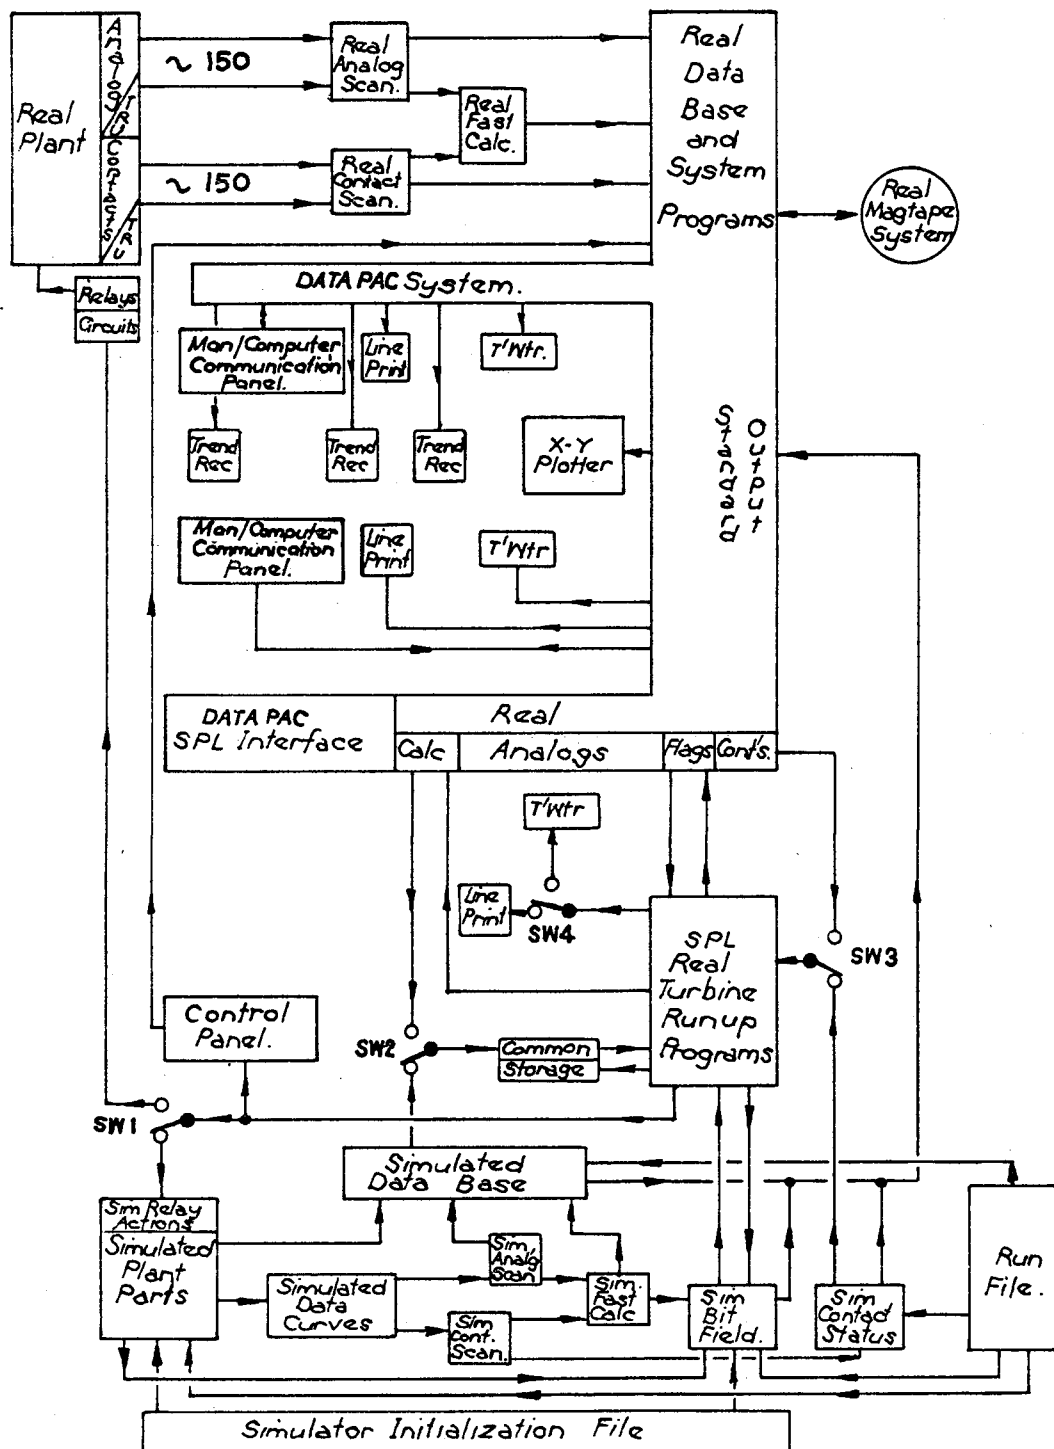 Real
Plant
Analog
TRU
Contacts
TRU
~ 150
~ 150
Real
Analog
Scan.
Real
Fast
Calc.
Real
Contact
Scan.
Real
Data
Base
and
System
Programs
Real
Magtape
System
Relays
Circuits
DATA PAC System.
Man/Computer
Communication
Panel.
Line
Print
T'Wtr.
Trend
Rec
Trend
Rec
Trend
Rec
X-Y
Plotter
Standard
Output
Man/Computer
Communication
Panel.
Line
Print
T'Wtr
DATA PAC
SPL Interface
Real
Calc
Analogs
Flags
Cont's.
T'Wtr
Line
Print
SW4
SPL
Real
Turbine
Runup
Programs
SW3
Control
Panel.
SW2
Common
Storage
SW1
Simulated
Data Base
Sim Relay
Actions
Simulated
Plant
Parts
Simulated
Data
Curves
Sim
Analg
Scan
Sim
Cont.
Scan.
Sim.
Fast
Calc
Sim
Bit
Field.
Sim
Contact
Status
Run
File.
Simulator Initialization File